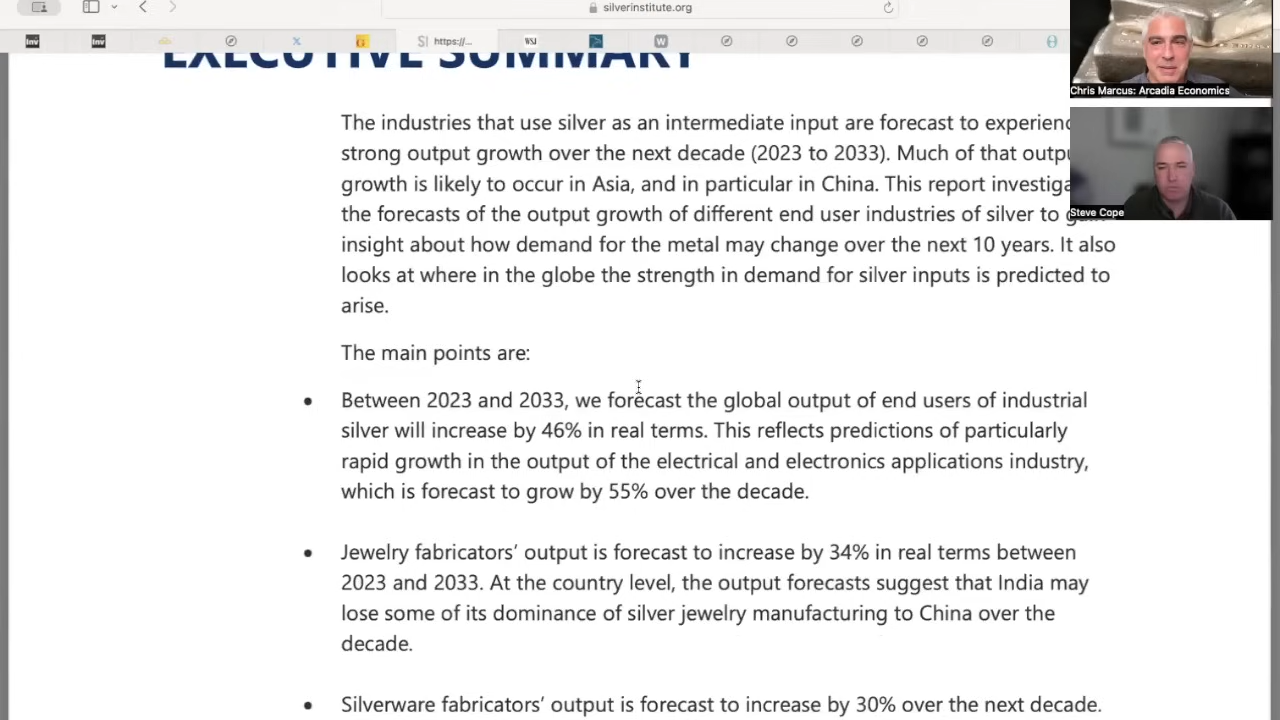 silverinstitute.org
Inv
Inv
X
G
S| https://...
WSJ
W
EXECUTIVE SUMMARY
Chris Marcus: Arcadia Economics
Steve Cope
The industries that use silver as an intermediate input are forecast to
strong output growth over the next decade (2023 to 2033). Much of that
growth is likely to occur in Asia, and in particular in China. This report
the forecasts of the output growth of different end user industries of silver to
insight about how demand for the metal may change over the next 10 years. It also
looks at where in the globe the strength in demand for silver inputs is predicted to
arise.
The main points are:
• Between 2023 and 2033, we forecast the global output of end users of industrial
silver will increase by 46% in real terms. This reflects predictions of particularly
rapid growth in the output of the electrical and electronics applications industry,
which is forecast to grow by 55% over the decade.
• Jewelry fabricators’ output is forecast to increase by 34% in real terms between
2023 and 2033. At the country level, the output forecasts suggest that India may
lose some of its dominance of silver jewelry manufacturing to China over the
decade.
• Silverware fabricators’ output is forecast to increase by 30% over the next decade.